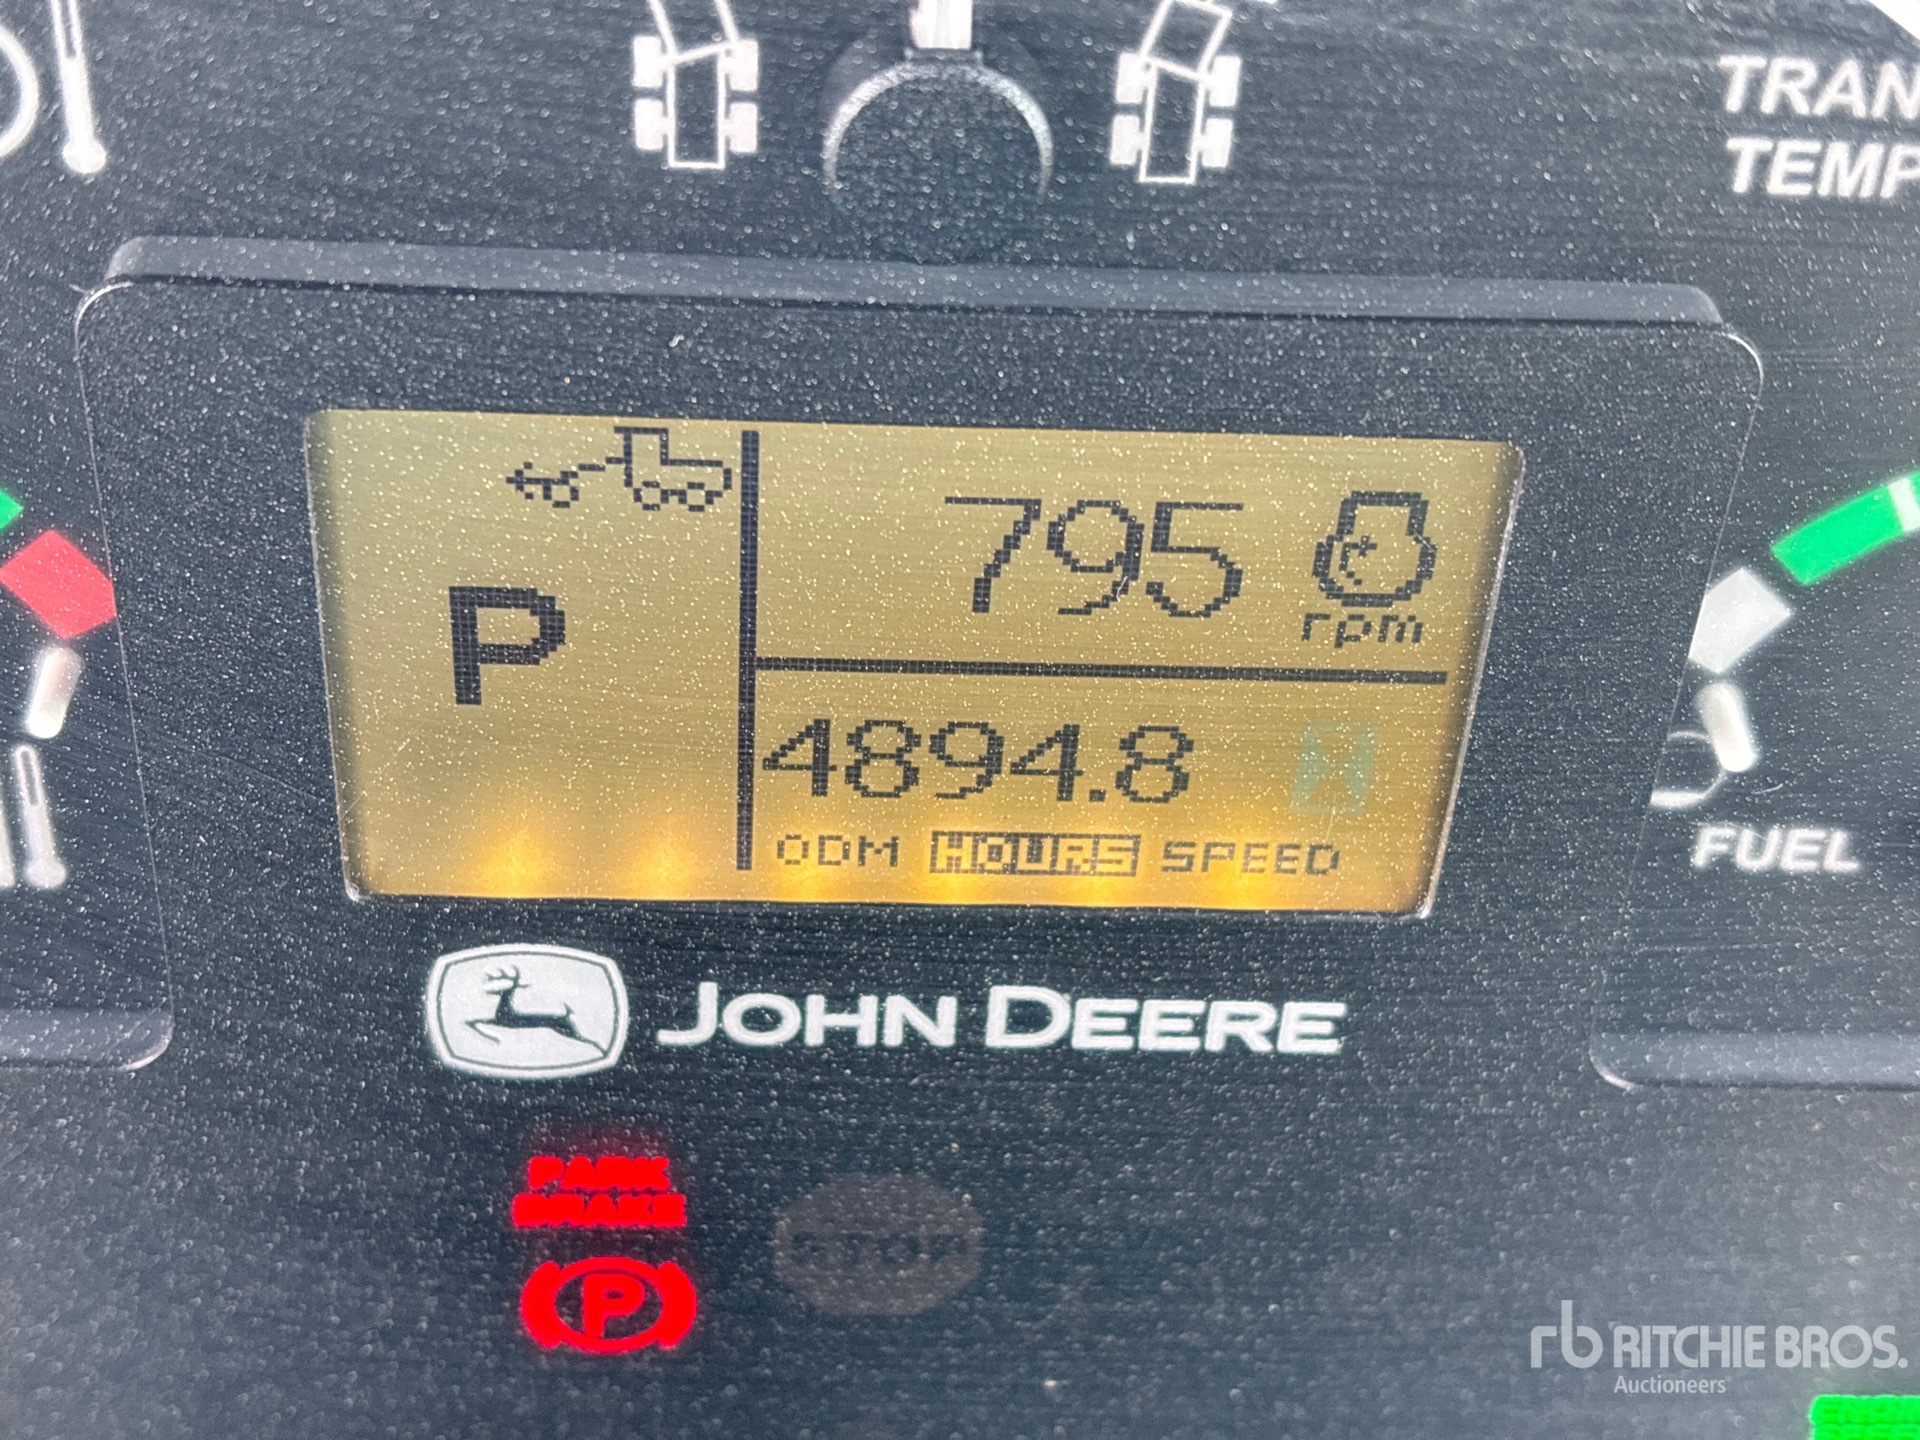 TRAN
TEMP
795
rpm
P
4894.8
ODM HOURS SPEED
FUEL
JOHN DEERE
PARK
BRAKE
P
STOP
rb RITCHIE BROS.
Auctioneers